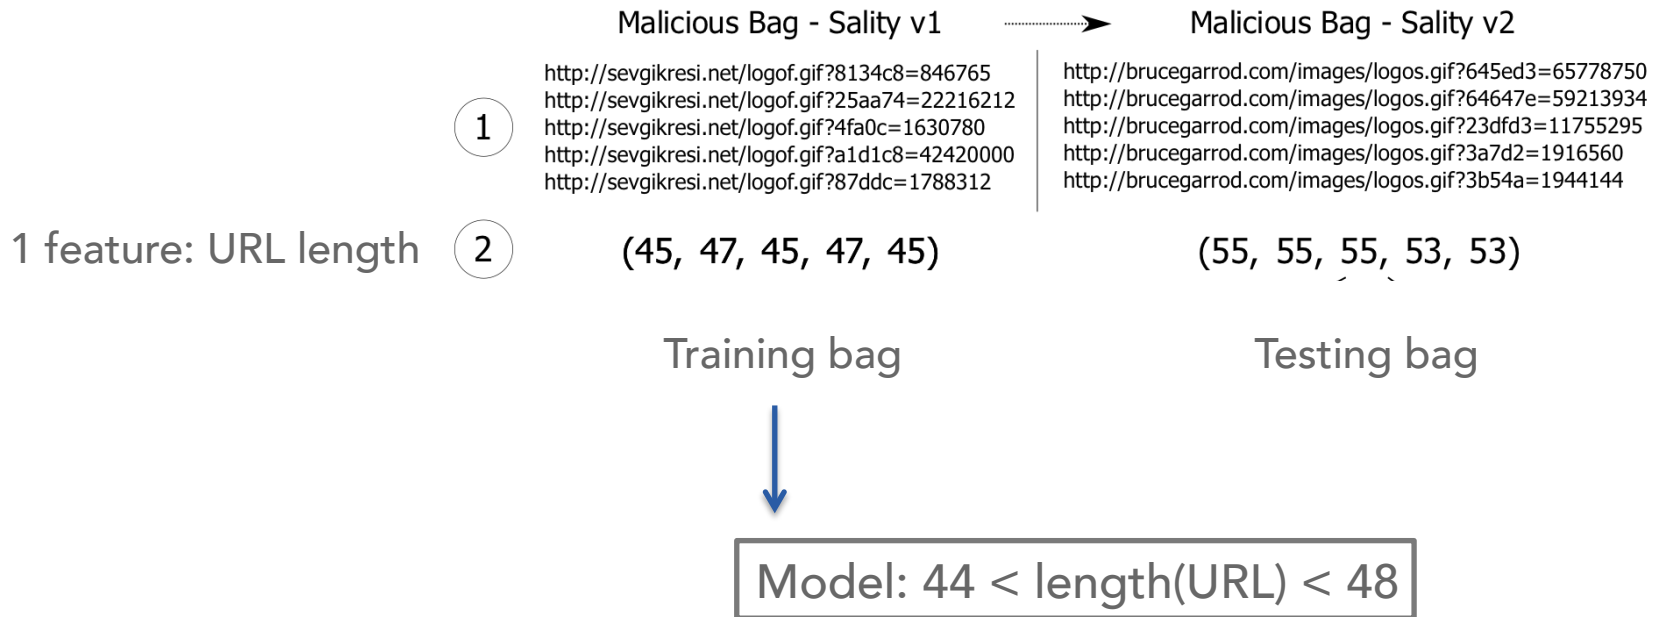 Malicious Bag - Sality v1
Malicious Bag - Sality v2
1
http://sevgikresi.net/logof.gif?8134c8=846765
http://sevgikresi.net/logof.gif?25aa74=22216212
http://sevgikresi.net/logof.gif?4fa0c=1630780
http://sevgikresi.net/logof.gif?a1d1c8=42420000
http://sevgikresi.net/logof.gif?87ddc=1788312
http://brucegarrod.com/images/logos.gif?645ed3=65778750
http://brucegarrod.com/images/logos.gif?64647e=59213934
http://brucegarrod.com/images/logos.gif?23dfd3=11755295
http://brucegarrod.com/images/logos.gif?3a7d2=1916560
http://brucegarrod.com/images/logos.gif?3b54a=1944144
1 feature: URL length
2
(45, 47, 45, 47, 45)
(55, 55, 55, 53, 53)
Training bag
Testing bag
Model: 44 < length(URL) < 48